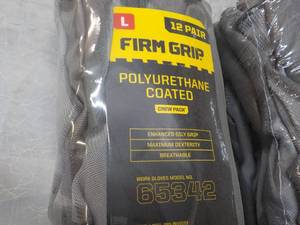 L
12 PAIR
FIRM GRIP
POLYURETHANE
COATED
CREW PACK
ENHANCED OILY GRIP
MAXIMUM DEXTERITY
BREATHABLE
WORK GLOVES MODEL NO.
65342